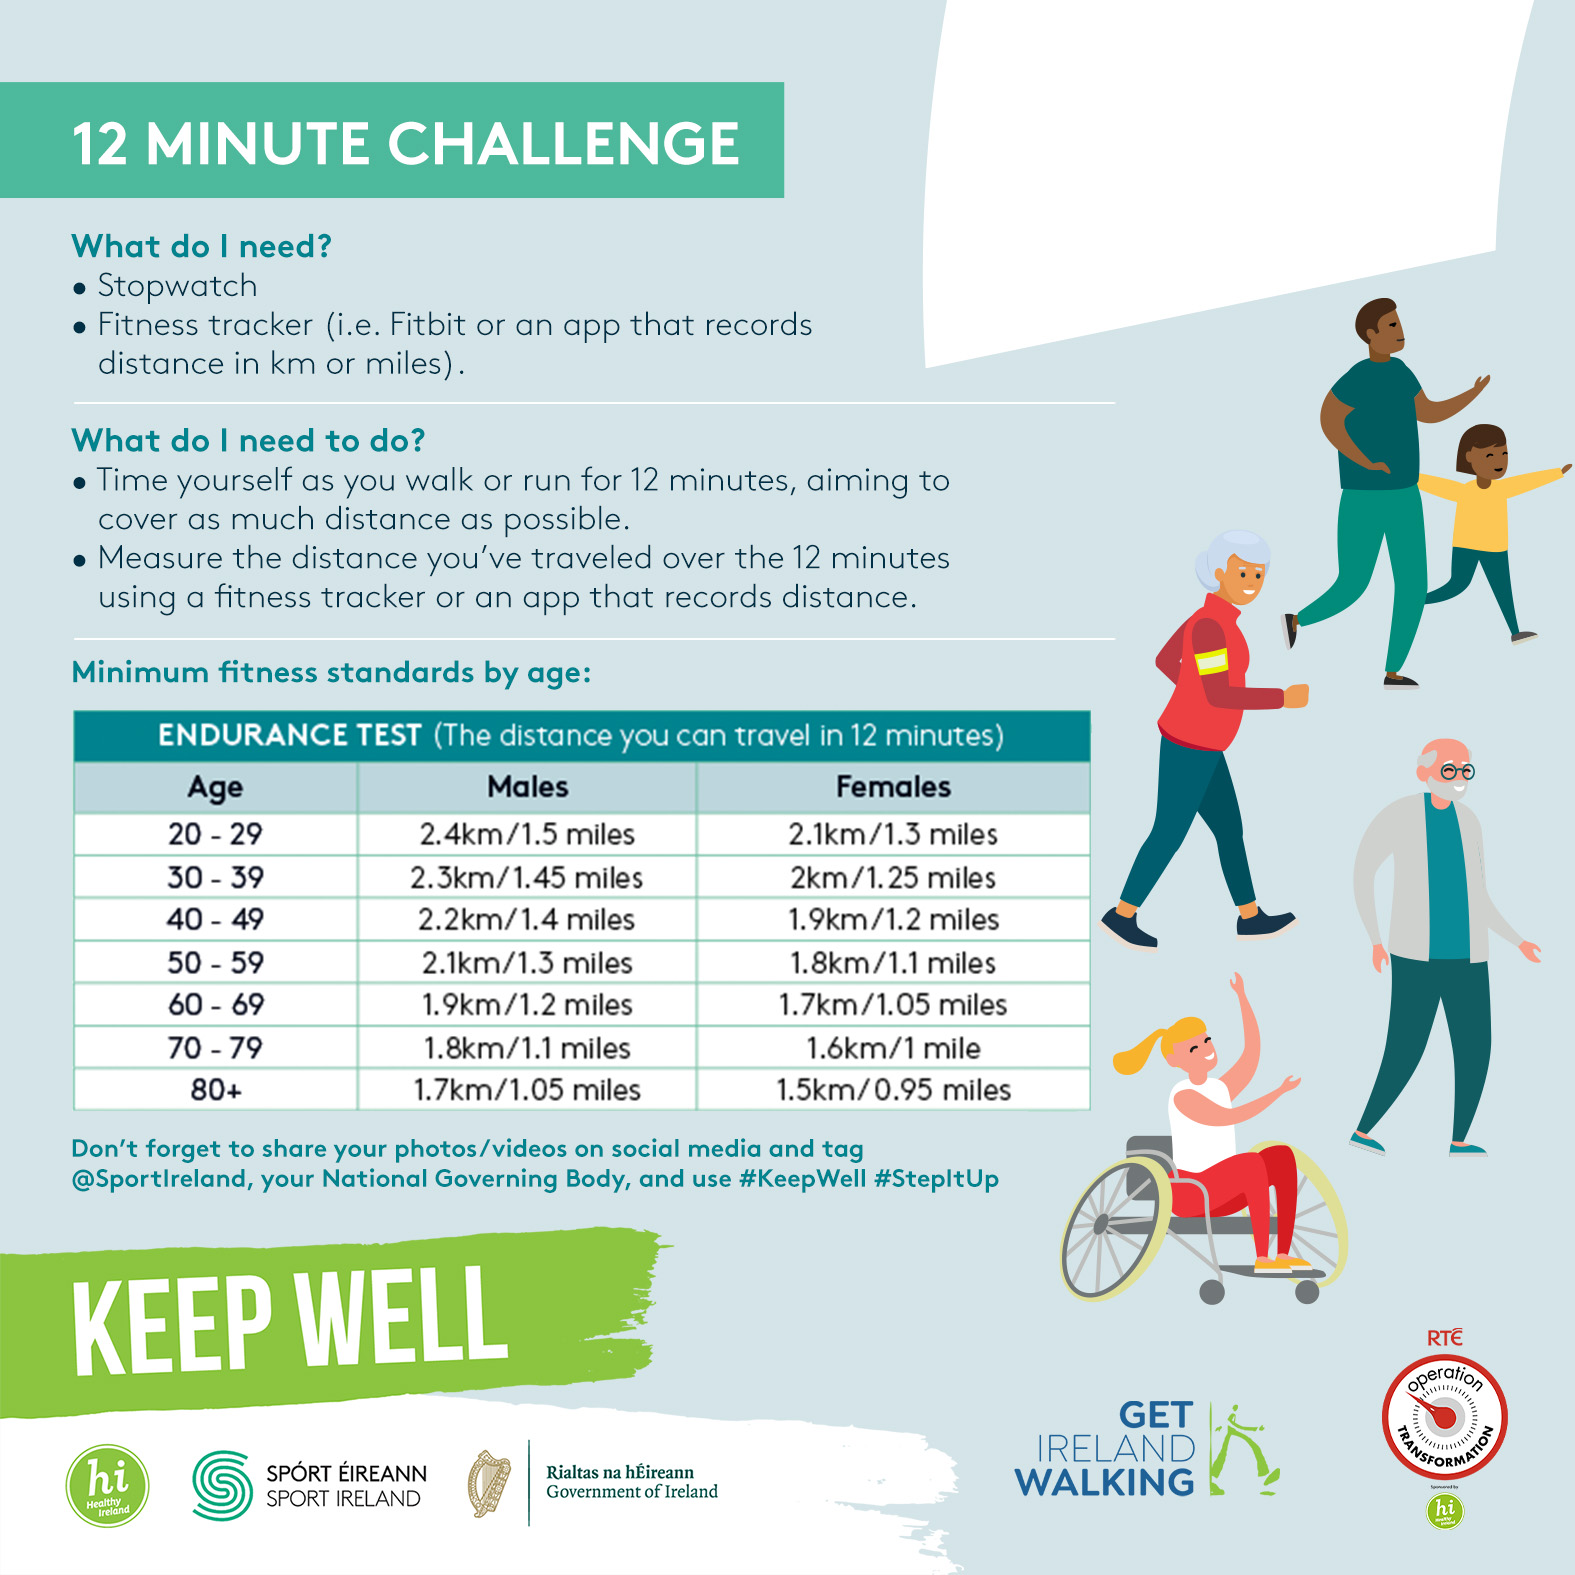 12 MINUTE CHALLENGE
What do I need?
• Stopwatch
• Fitness tracker (i.e. Fitbit or an app that records
distance in km or miles).
What do I need to do?
• Time yourself as you walk or run for 12 minutes, aiming to
cover as much distance as possible.
• Measure the distance you've traveled over the 12 minutes
using a fitness tracker or an app that records distance.
Minimum fitness standards by age:
ENDURANCE TEST (The distance you can travel in 12 minutes)
Age Males Females
20 - 29 2.4km/1.5 miles 2.1km/1.3 miles
30 - 39 2.3km/1.45 miles 2km/1.25 miles
40 - 49 2.2km/1.4 miles 1.9km/1.2 miles
50 - 59 2.1km/1.3 miles 1.8km/1.1 miles
60 - 69 1.9km/1.2 miles 1.7km/1.05 miles
70 - 79 1.8km/1.1 miles 1.6km/1 mile
80+ 1.7km/1.05 miles 1.5km/0.95 miles
Don't forget to share your photos/videos on social media and tag
@SportIreland, your National Governing Body, and use #KeepWell #StepItUp
KEEP WELL
hi
Healthy
Ireland
SPÓRT ÉIREANN
SPORT IRELAND
Rialtas na hÉireann
Government of Ireland
GET
IRELAND
WALKING
RTÉ
operation
TRANSFORMATION
Sponsored by
hi
Healthy
Ireland